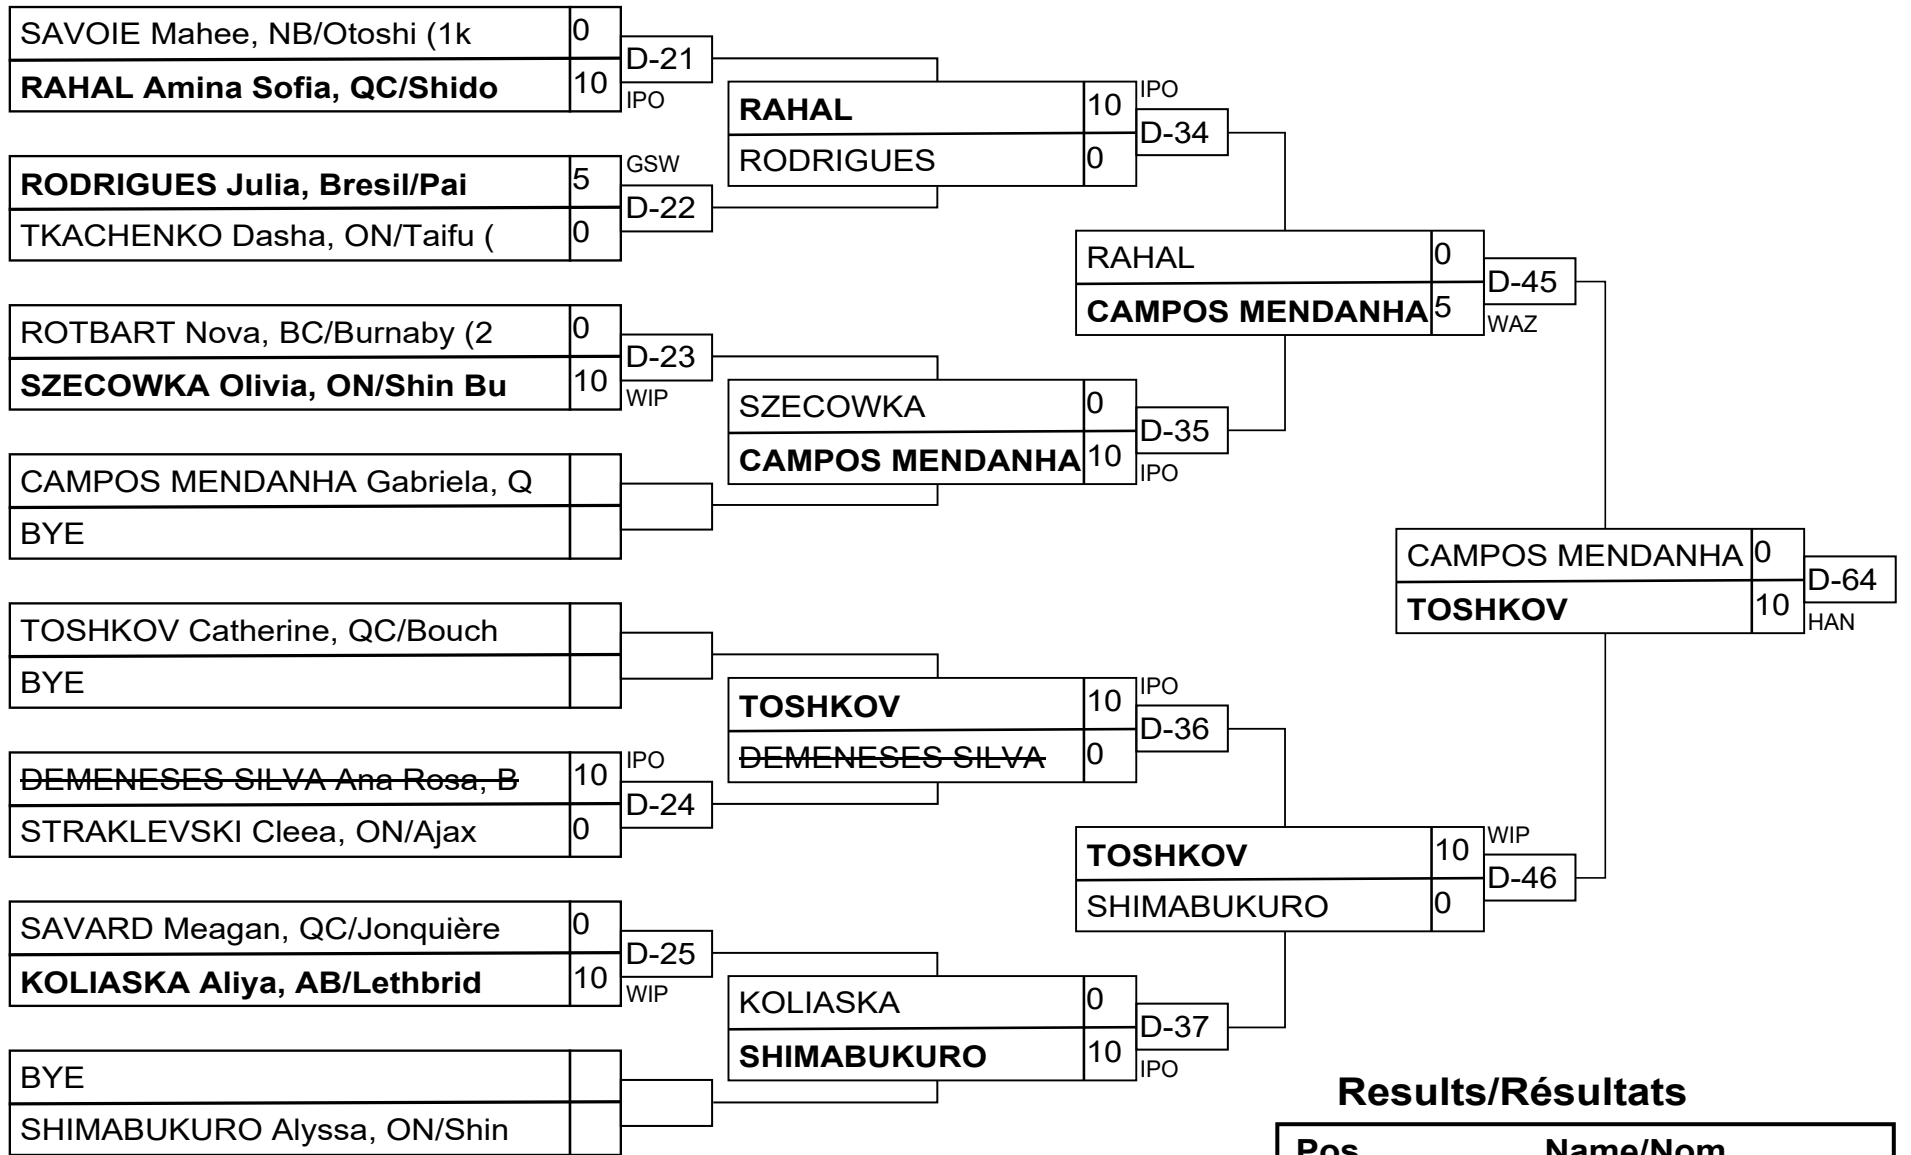 SAVOIE Mahee, NB/Otoshi (1k 0
RAHAL Amina Sofia, QC/Shido 10
D-21
IPO
RODRIGUES Julia, Bresil/Pai 5
TKACHENKO Dasha, ON/Taifu ( 0
GSW
D-22
RAHAL 10
RODRIGUES 0
IPO
D-34
ROTBART Nova, BC/Burnaby (2 0
SZECOWKA Olivia, ON/Shin Bu 10
D-23
WIP
CAMPOS MENDANHA Gabriela, Q
BYE
SZECOWKA 0
CAMPOS MENDANHA 10
D-35
IPO
RAHAL 0
CAMPOS MENDANHA 5
D-45
WAZ
TOSHKOV Catherine, QC/Bouch
BYE
DEMENESES SILVA Ana Rosa, B 10
STRAKLEVSKI Cleea, ON/Ajax 0
IPO
D-24
TOSHKOV 10
DEMENESES SILVA 0
IPO
D-36
SAVARD Meagan, QC/Jonquière 0
KOLIASKA Aliya, AB/Lethbrid 10
D-25
WIP
BYE
SHIMABUKURO Alyssa, ON/Shin
KOLIASKA 0
SHIMABUKURO 10
D-37
IPO
TOSHKOV 10
SHIMABUKURO 0
WIP
D-46
CAMPOS MENDANHA 0
TOSHKOV 10
D-64
HAN
Results/Résultats
Pos Name/Nom